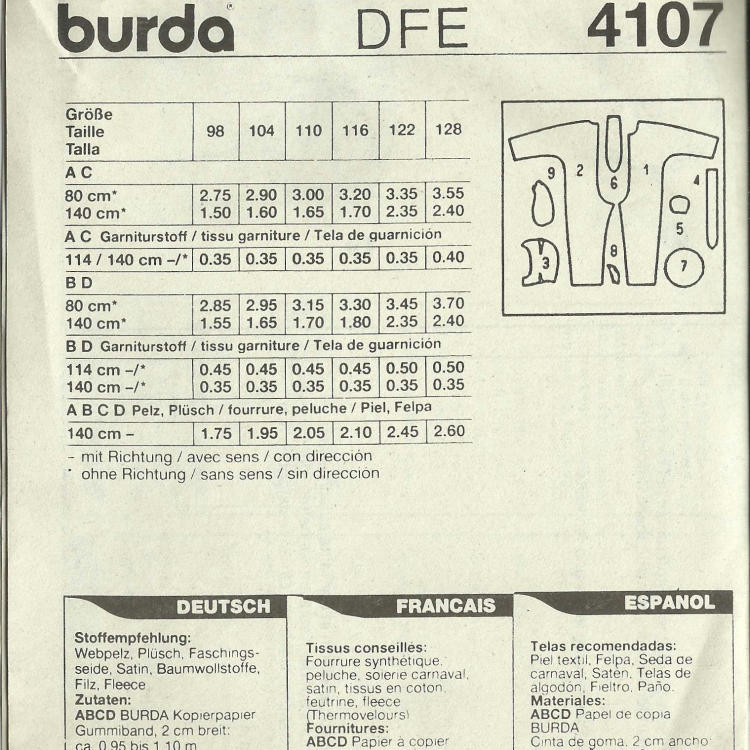 burda® DFE 4107
Größe
Taille
Talla
98 104 110 116 122 128
A C
80 cm* 2.75 2.90 3.00 3.20 3.35 3.55
140 cm* 1.50 1.60 1.65 1.70 2.35 2.40
A C Garniturstoff / tissu garniture / Tela de guarnición
114 / 140 cm –/* 0.35 0.35 0.35 0.35 0.35 0.40
B D
80 cm* 2.85 2.95 3.15 3.30 3.45 3.70
140 cm* 1.55 1.65 1.70 1.80 2.35 2.40
B D Garniturstoff / tissu garniture / Tela de guarnición
114 cm –/* 0.45 0.45 0.45 0.45 0.50 0.50
140 cm –/* 0.35 0.35 0.35 0.35 0.35 0.35
A B C D Pelz, Plüsch / fourrure, peluche / Piel, Felpa
140 cm – 1.75 1.95 2.05 2.10 2.45 2.60
– mit Richtung / avec sens / con dirección
* ohne Richtung / sans sens / sin dirección
9 2 6 1 4
5
3 8 7
DEUTSCH
Stoffempfehlung:
Webpelz, Plüsch, Faschings-
seide, Satin, Baumwollstoffe,
Filz, Fleece
Zutaten:
ABCD BURDA Kopierpapier
Gummiband, 2 cm breit:
ca. 0,95 bis 1,10 m
FRANCAIS
Tissus conseillés:
Fourrure synthétique,
peluche, soierie carnaval,
satin, tissus en coton,
feutrine, fleece
(Thermovelours)
Fournitures:
ABCD Papier à copier
ESPANOL
Telas recomendadas:
Piel textil, Felpa, Seda de
carnaval, Satén, Telas de
algodón, Fieltro, Paño.
Materiales:
ABCD Papel de copia
BURDA
Cinta de goma, 2 cm ancho: